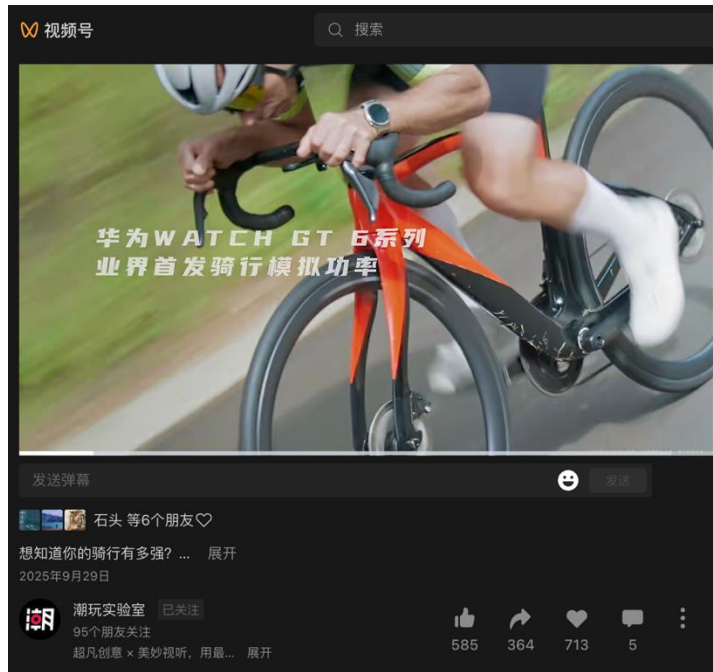 视频号
搜索
华为WATCH GT 6系列
业界首发骑行模拟功率
发送弹幕
发送
石头 等6个朋友♡
想知道你的骑行有多强？... 展开
2025年9月29日
潮
潮玩实验室 已关注
95个朋友关注
超凡创意 × 美妙视听，用最... 展开
585 364 713 5